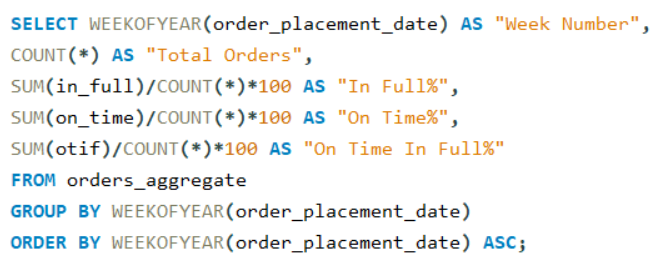 SELECT WEEKOFYEAR(order_placement_date) AS "Week Number",
COUNT(*) AS "Total Orders",
SUM(in_full)/COUNT(*)*100 AS "In Full%",
SUM(on_time)/COUNT(*)*100 AS "On Time%",
SUM(otif)/COUNT(*)*100 AS "On Time In Full%"
FROM orders_aggregate
GROUP BY WEEKOFYEAR(order_placement_date)
ORDER BY WEEKOFYEAR(order_placement_date) ASC;